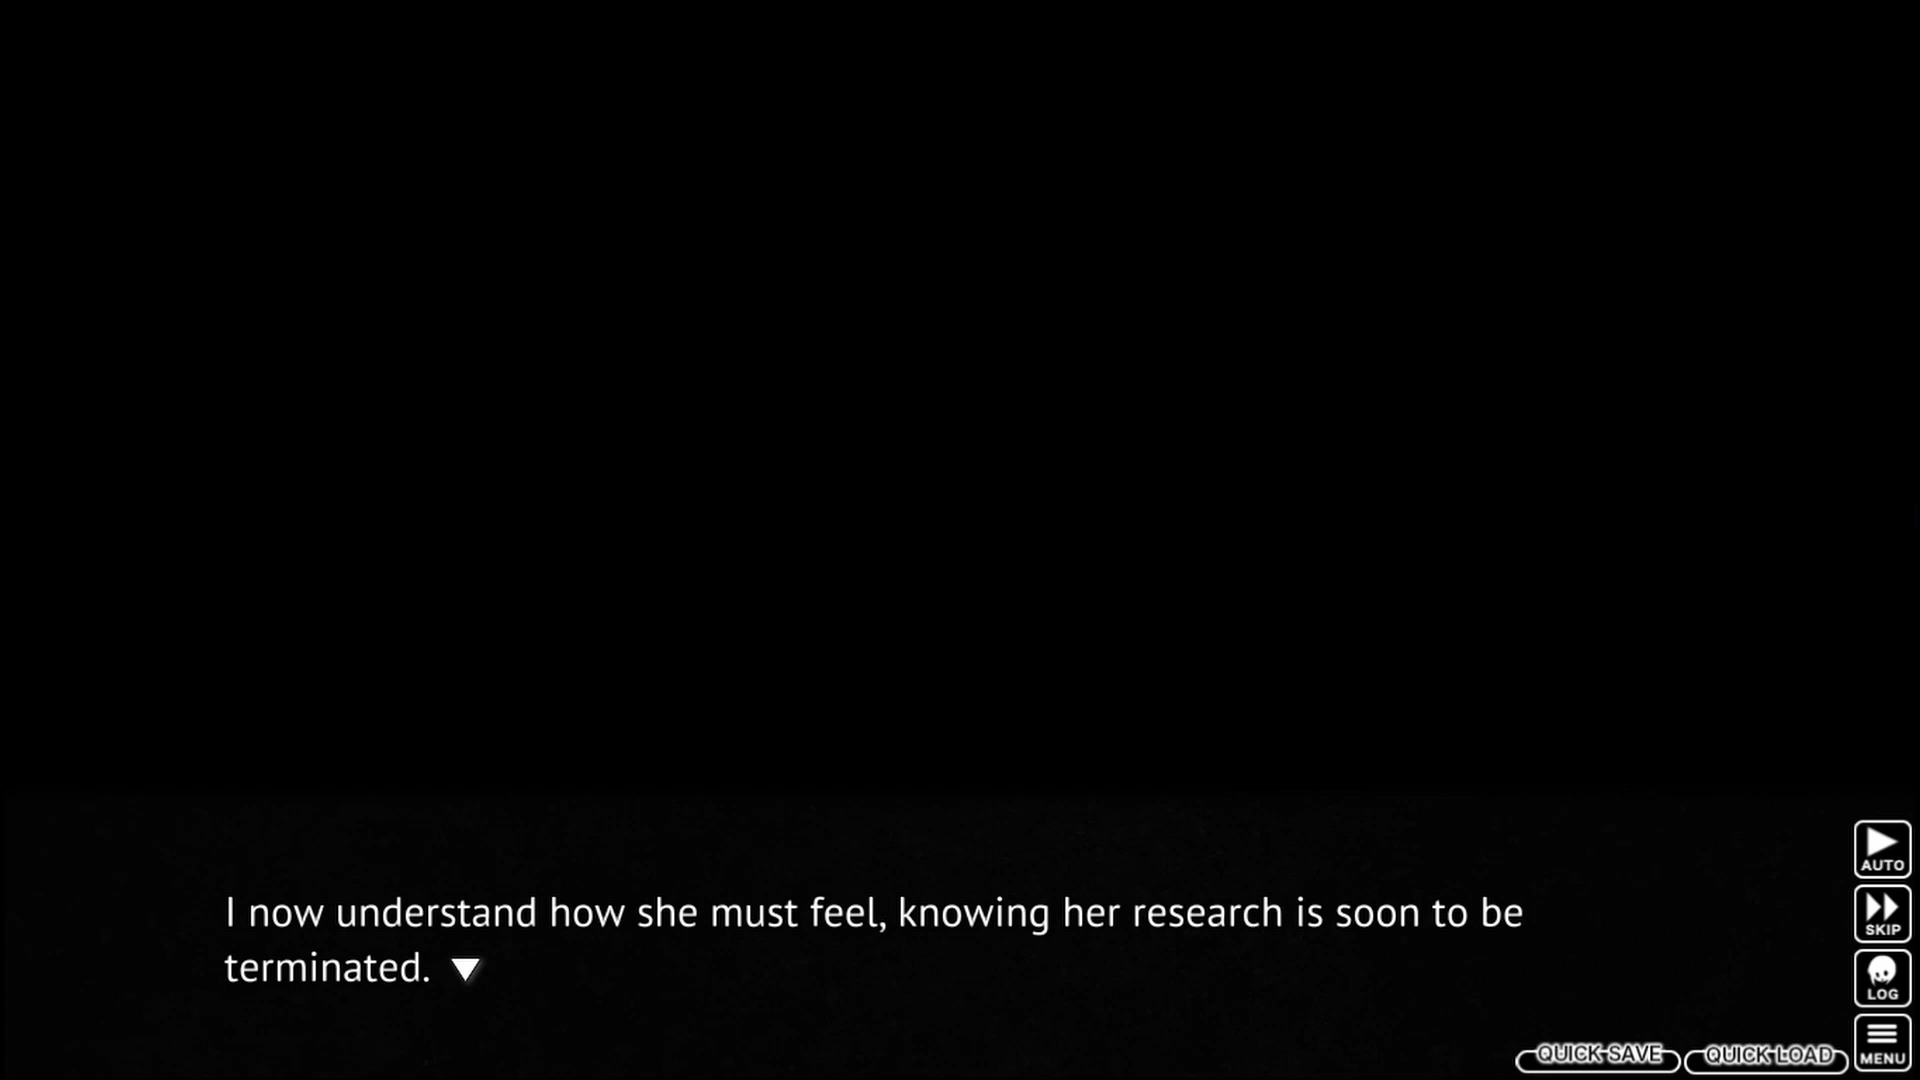 I now understand how she must feel, knowing her research is soon to be
terminated.
AUTO
SKIP
LOG
MENU
QUICK SAVE
QUICK LOAD